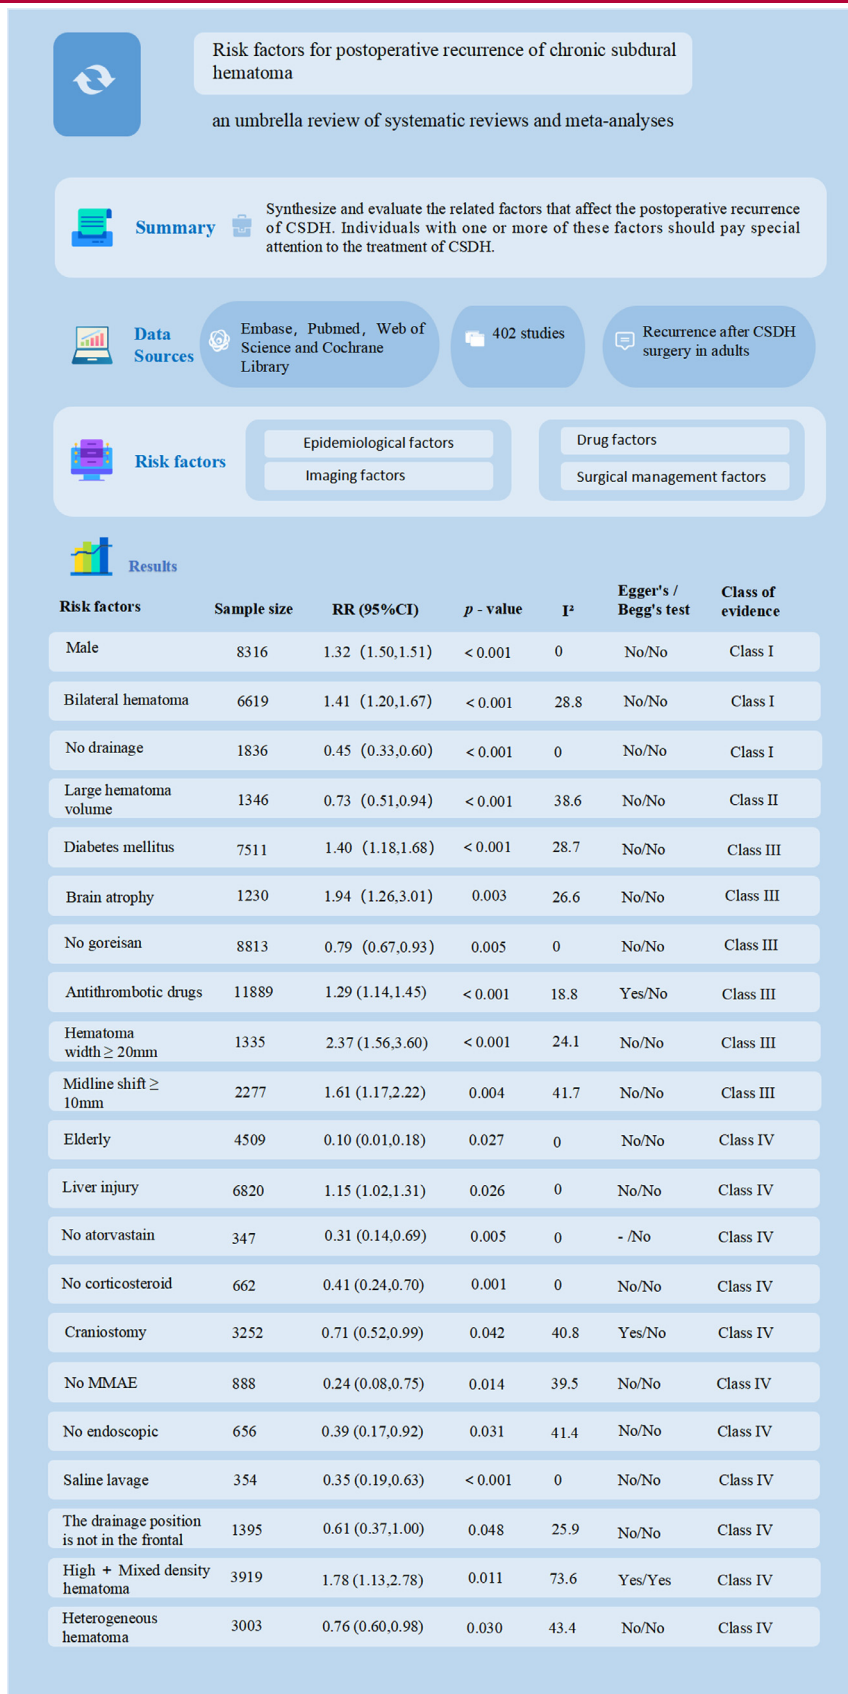 Risk factors for postoperative recurrence of chronic subdural
hematoma
an umbrella review of systematic reviews and meta-analyses
Summary
Synthesize and evaluate the related factors that affect the postoperative recurrence
of CSDH. Individuals with one or more of these factors should pay special
attention to the treatment of CSDH.
Data
Sources
Embase, Pubmed, Web of
Science and Cochrane
Library
402 studies
Recurrence after CSDH
surgery in adults
Risk factors
Epidemiological factors
Imaging factors
Drug factors
Surgical management factors
Results
Risk factors Sample size RR (95%CI) p - value I² Egger's / Begg's test Class of evidence
Male 8316 1.32 (1.50,1.51) < 0.001 0 No/No Class I
Bilateral hematoma 6619 1.41 (1.20,1.67) < 0.001 28.8 No/No Class I
No drainage 1836 0.45 (0.33,0.60) < 0.001 0 No/No Class I
Large hematoma
volume 1346 0.73 (0.51,0.94) < 0.001 38.6 No/No Class II
Diabetes mellitus 7511 1.40 (1.18,1.68) < 0.001 28.7 No/No Class III
Brain atrophy 1230 1.94 (1.26,3.01) 0.003 26.6 No/No Class III
No goreisan 8813 0.79 (0.67,0.93) 0.005 0 No/No Class III
Antithrombotic drugs 11889 1.29 (1.14,1.45) < 0.001 18.8 Yes/No Class III
Hematoma
width ≥ 20mm 1335 2.37 (1.56,3.60) < 0.001 24.1 No/No Class III
Midline shift ≥
10mm 2277 1.61 (1.17,2.22) 0.004 41.7 No/No Class III
Elderly 4509 0.10 (0.01,0.18) 0.027 0 No/No Class IV
Liver injury 6820 1.15 (1.02,1.31) 0.026 0 No/No Class IV
No atorvastain 347 0.31 (0.14,0.69) 0.005 0 - /No Class IV
No corticosteroid 662 0.41 (0.24,0.70) 0.001 0 No/No Class IV
Craniostomy 3252 0.71 (0.52,0.99) 0.042 40.8 Yes/No Class IV
No MMAE 888 0.24 (0.08,0.75) 0.014 39.5 No/No Class IV
No endoscopic 656 0.39 (0.17,0.92) 0.031 41.4 No/No Class IV
Saline lavage 354 0.35 (0.19,0.63) < 0.001 0 No/No Class IV
The drainage position
is not in the frontal 1395 0.61 (0.37,1.00) 0.048 25.9 No/No Class IV
High + Mixed density
hematoma 3919 1.78 (1.13,2.78) 0.011 73.6 Yes/Yes Class IV
Heterogeneous
hematoma 3003 0.76 (0.60,0.98) 0.030 43.4 No/No Class IV